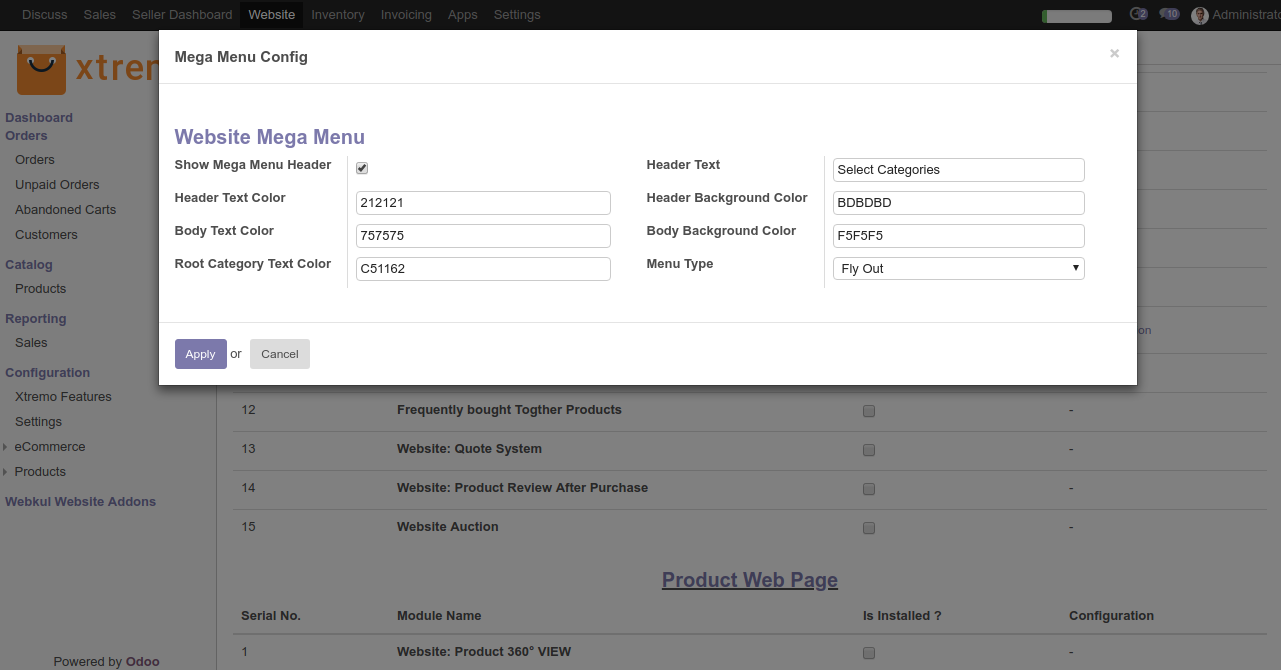 Discuss Sales Seller Dashboard Website Inventory Invoicing Apps Settings 2 10
Mega Menu Config ×
Website Mega Menu
Show Mega Menu Header Header Text Select Categories
Header Text Color 212121 Header Background Color BDBDBD
Body Text Color 757575 Body Background Color F5F5F5
Root Category Text Color C51162 Menu Type Fly Out
Apply or Cancel
Dashboard
Orders
Orders
Unpaid Orders
Abandoned Carts
Customers
Catalog
Products
Reporting
Sales
Configuration
Xtremo Features
Settings
eCommerce
Products
Webkul Website Addons
Powered by Odoo
12 Frequently bought Togther Products -
13 Website: Quote System -
14 Website: Product Review After Purchase -
15 Website Auction -
Product Web Page
Serial No. Module Name Is Installed ? Configuration
1 Website: Product 360° VIEW -